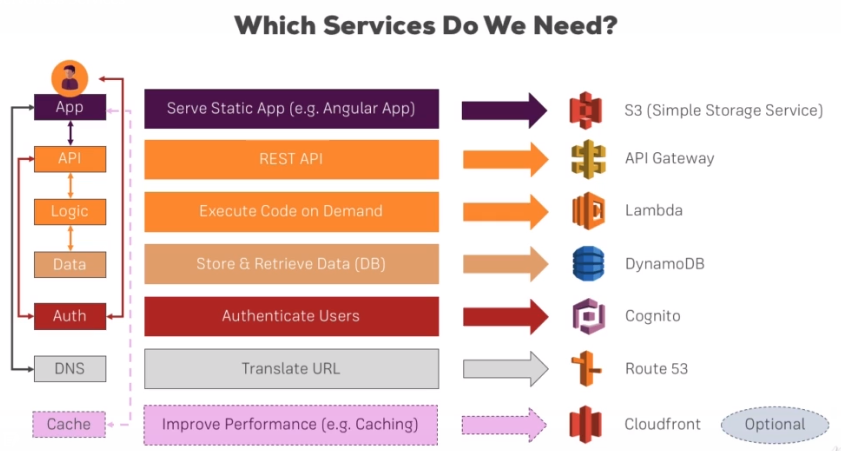 Which Services Do We Need?
App
Serve Static App (e.g. Angular App)
S3 (Simple Storage Service)
API
REST API
API Gateway
Logic
Execute Code on Demand
Lambda
Data
Store & Retrieve Data (DB)
DynamoDB
Auth
Authenticate Users
Cognito
DNS
Translate URL
Route 53
Cache
Improve Performance (e.g. Caching)
Cloudfront
Optional